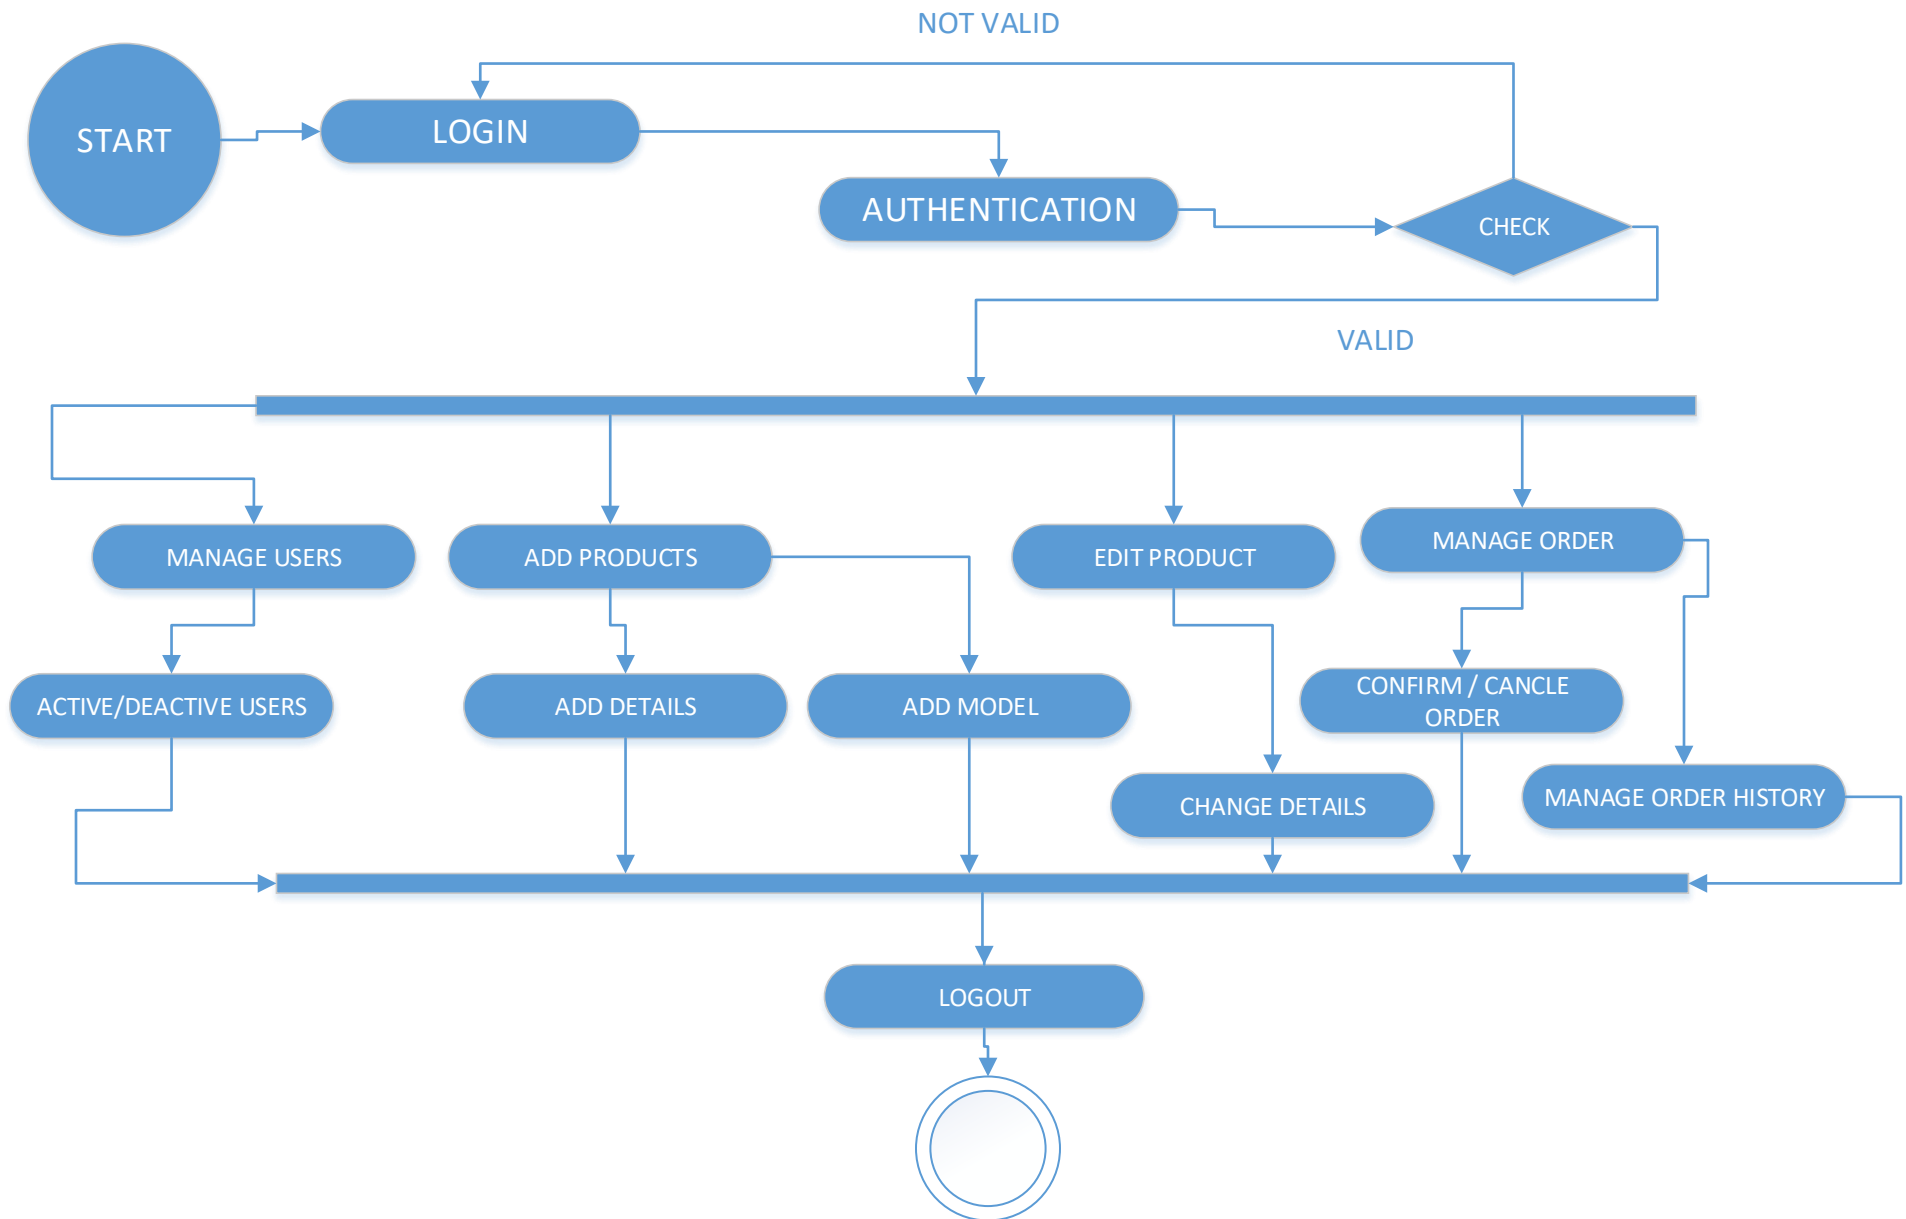 NOT VALID
START
LOGIN
AUTHENTICATION
CHECK
VALID
MANAGE USERS
ADD PRODUCTS
EDIT PRODUCT
MANAGE ORDER
ACTIVE/DEACTIVE USERS
ADD DETAILS
ADD MODEL
CONFIRM / CANCLE
ORDER
CHANGE DETAILS
MANAGE ORDER HISTORY
LOGOUT